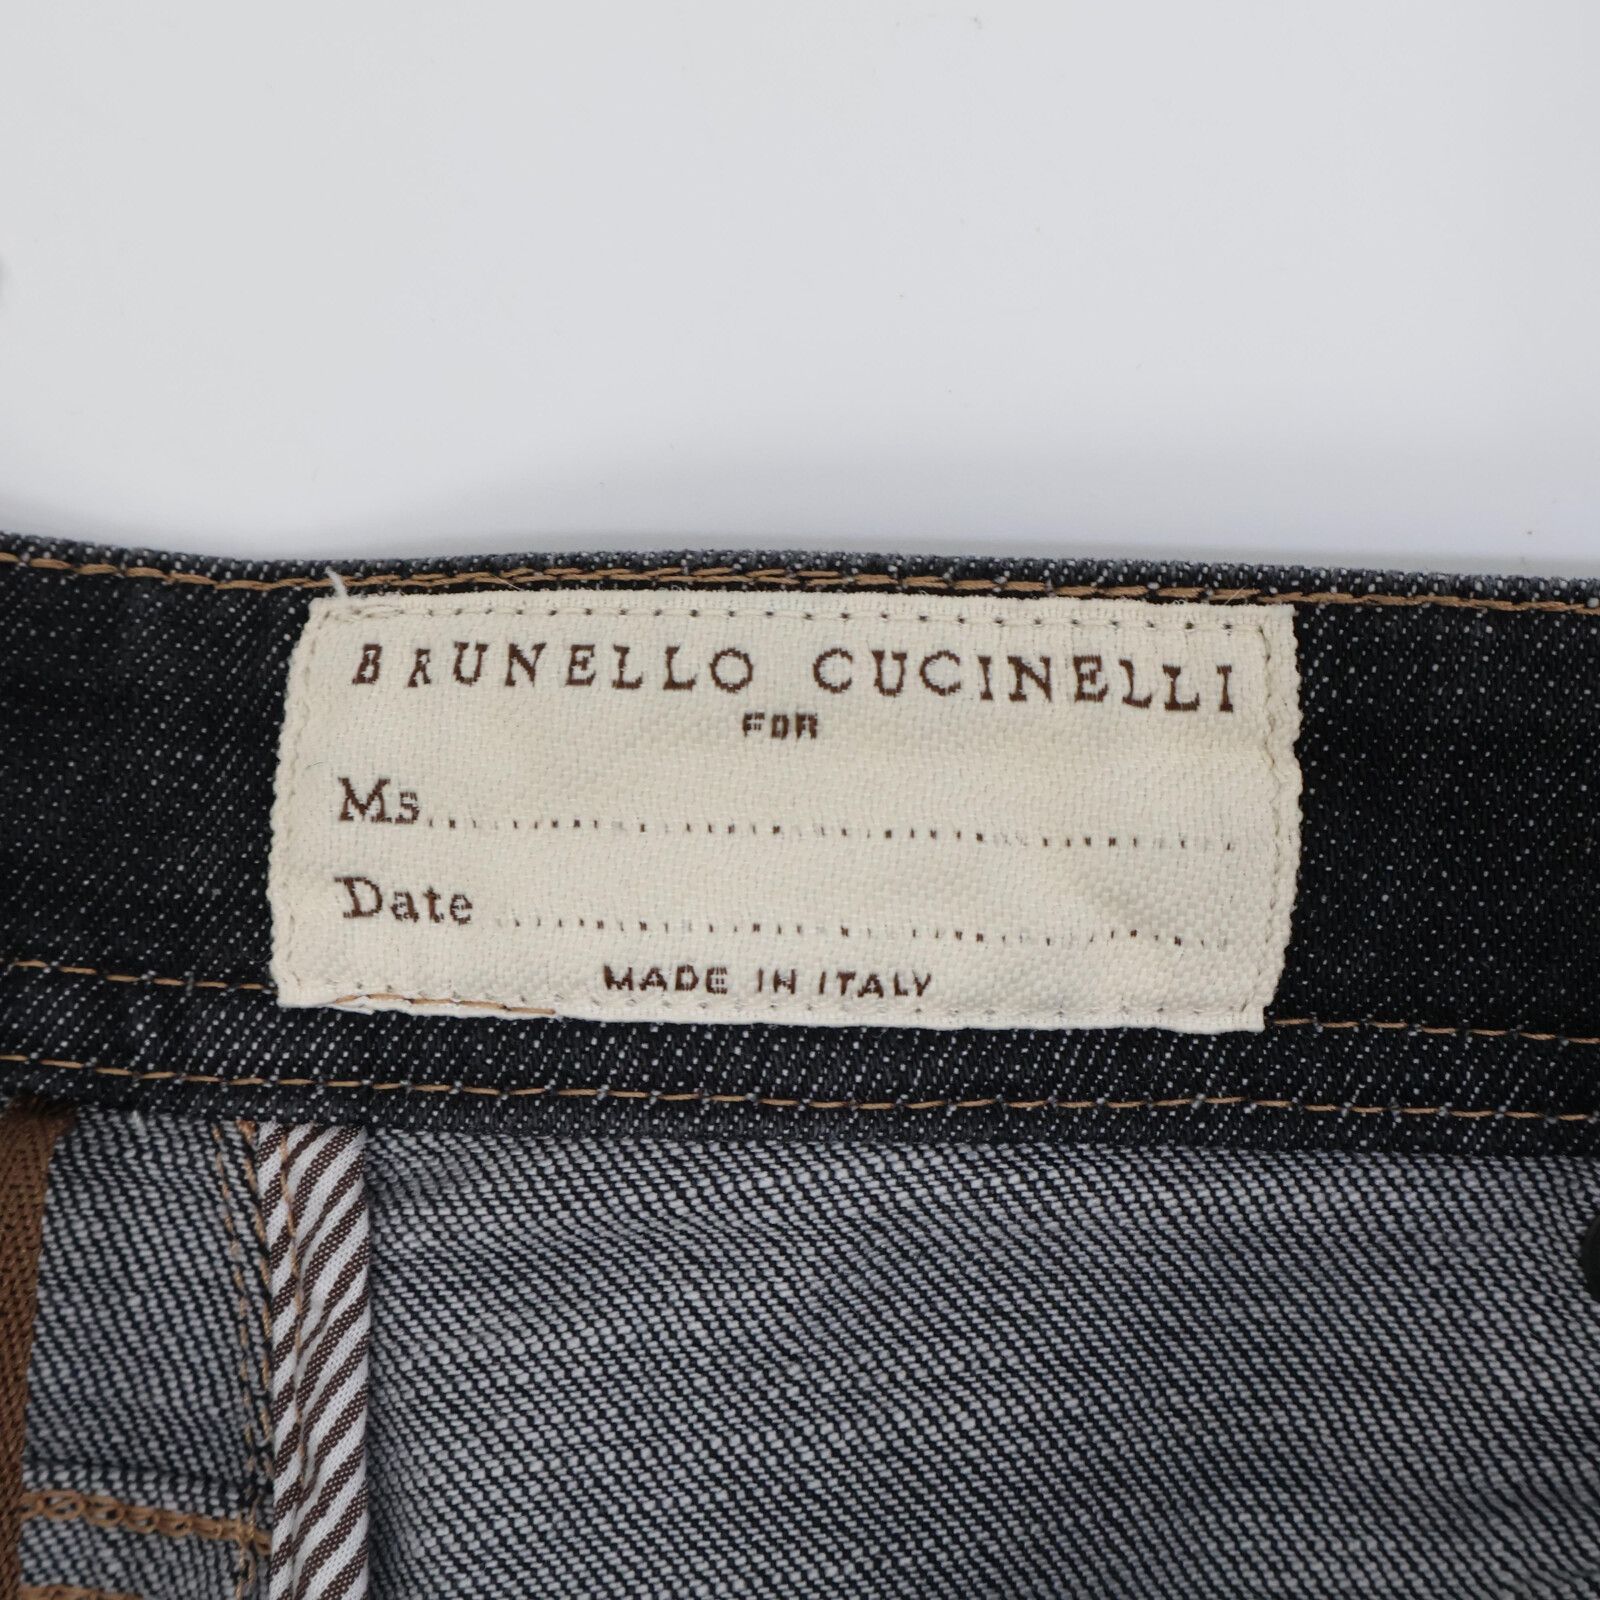 BRUNELLO CUCINELLI
FOR
Ms.................................................
Date .................................................
MADE IN ITALY